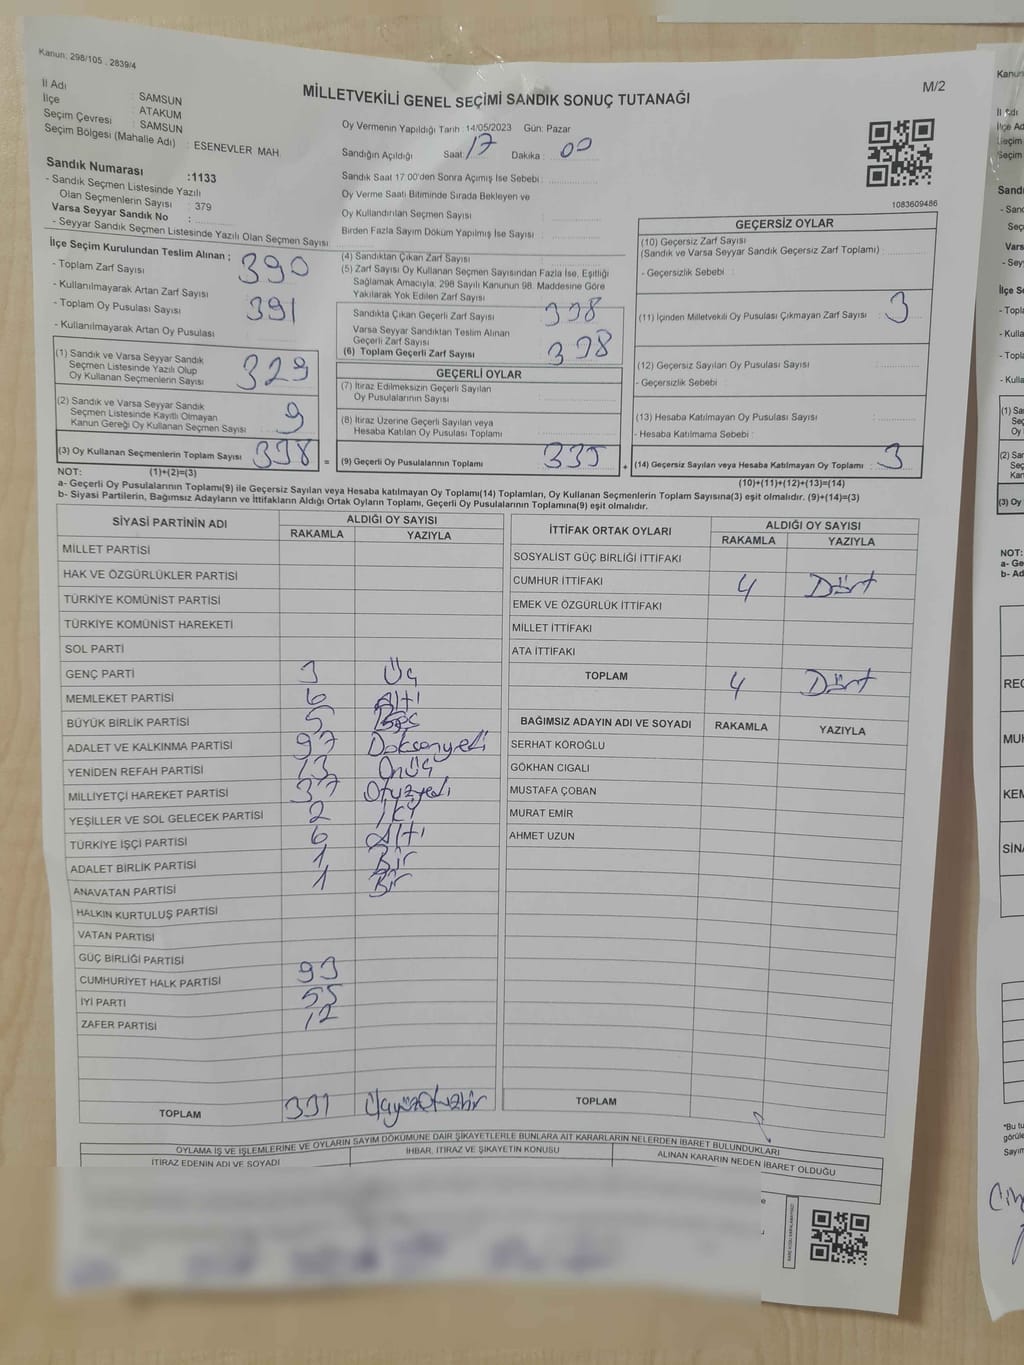 Kanun: 298/105 , 2839/4
M/2
MİLLETVEKİLİ GENEL SEÇİMİ SANDIK SONUÇ TUTANAĞI
İl Adı : SAMSUN
İlçe : ATAKUM
Seçim Çevresi : SAMSUN
Seçim Bölgesi (Mahalle Adı) : ESENEVLER MAH.
Sandık Numarası :1133
- Sandık Seçmen Listesinde Yazılı
Olan Seçmenlerin Sayısı : 379
Varsa Seyyar Sandık No :
- Seyyar Sandık Seçmen Listesinde Yazılı Olan Seçmen Sayısı :
Oy Vermenin Yapıldığı Tarih : 14/05/2023 Gün: Pazar
Sandığın Açıldığı Saat : 17 Dakika : 00
Sandık Saat 17:00'den Sonra Açımış İse Sebebi :
Oy Verme Saati Bitiminde Sırada Bekleyen ve
Oy Kullandırılan Seçmen Sayısı :
Birden Fazla Sayım Döküm Yapılmış İse Sayısı :
1083609486
İlçe Seçim Kurulundan Teslim Alınan ;
- Toplam Zarf Sayısı : 390
- Kullanılmayarak Artan Zarf Sayısı
- Toplam Oy Pusulası Sayısı : 391
- Kullanılmayarak Artan Oy Pusulası :
(1) Sandık ve Varsa Seyyar Sandık
Seçmen Listesinde Yazılı Olup
Oy Kullanan Seçmenlerin Sayısı : 329
(2) Sandık ve Varsa Seyyar Sandık
Seçmen Listesinde Kayıtlı Olmayan
Kanun Gereği Oy Kullanan Seçmen Sayısı : 9
(3) Oy Kullanan Seçmenlerin Toplam Sayısı : 338 =
(4) Sandıktan Çıkan Zarf Sayısı :
(5) Zarf Sayısı Oy Kullanan Seçmen Sayısından Fazla İse, Eşitliği
Sağlamak Amacıyla, 298 Sayılı Kanunun 98. Maddesine Göre
Yakılarak Yok Edilen Zarf Sayısı :
Sandıkta Çıkan Geçerli Zarf Sayısı : 338
Varsa Seyyar Sandıktan Teslim Alınan
Geçerli Zarf Sayısı :
(6) Toplam Geçerli Zarf Sayısı : 338
GEÇERLİ OYLAR
(7) İtiraz Edilmeksizin Geçerli Sayılan
Oy Pusulalarının Sayısı :
(8) İtiraz Üzerine Geçerli Sayılan veya
Hesaba Katılan Oy Pusulası Toplamı :
(9) Geçerli Oy Pusulalarının Toplamı : 335 +
GEÇERSİZ OYLAR
(10) Geçersiz Zarf Sayısı
(Sandık ve Varsa Seyyar Sandık Geçersiz Zarf Toplamı) :
- Geçersizlik Sebebi :
(11) İçinden Milletvekili Oy Pusulası Çıkmayan Zarf Sayısı : 3
(12) Geçersiz Sayılan Oy Pusulası Sayısı :
- Geçersizlik Sebebi :
(13) Hesaba Katılmayan Oy Pusulası Sayısı :
- Hesaba Katılmama Sebebi :
(14) Geçersiz Sayılan veya Hesaba Katılmayan Oy Toplamı : 3
NOT: (1)+(2)=(3)
(10)+(11)+(12)+(13)=(14)
a- Geçerli Oy Pusulalarının Toplamı(9) ile Geçersiz Sayılan veya Hesaba katılmayan Oy Toplamı(14) Toplamları, Oy Kullanan Seçmenlerin Toplam Sayısına(3) eşit olmalıdır. (9)+(14)=(3)
b- Siyasi Partilerin, Bağımsız Adayların ve İttifakların Aldığı Ortak Oyların Toplamı, Geçerli Oy Pusulalarının Toplamına(9) eşit olmalıdır.
SİYASİ PARTİNİN ADI ALDIĞI OY SAYISI
RAKAMLA YAZIYLA
MİLLET PARTİSİ
HAK VE ÖZGÜRLÜKLER PARTİSİ
TÜRKİYE KOMÜNİST PARTİSİ
TÜRKİYE KOMÜNİST HAREKETİ
SOL PARTİ
GENÇ PARTİ 3 Üç
MEMLEKET PARTİSİ 6 Altı
BÜYÜK BİRLİK PARTİSİ 5 Beş
ADALET VE KALKINMA PARTİSİ 97 Doksanyedi
YENİDEN REFAH PARTİSİ 13 Onüç
MİLLİYETÇİ HAREKET PARTİSİ 37 Otuzyedi
YEŞİLLER VE SOL GELECEK PARTİSİ 2 İki
TÜRKİYE İŞÇİ PARTİSİ 6 Altı
ADALET BİRLİK PARTİSİ 1 Bir
ANAVATAN PARTİSİ 1 Bir
HALKIN KURTULUŞ PARTİSİ
VATAN PARTİSİ
GÜÇ BİRLİĞİ PARTİSİ
CUMHURİYET HALK PARTİSİ 93
İYİ PARTİ 55
ZAFER PARTİSİ 12
TOPLAM 331 Üçyüzotuzbir
İTTİFAK ORTAK OYLARI ALDIĞI OY SAYISI
RAKAMLA YAZIYLA
SOSYALİST GÜÇ BİRLİĞİ İTTİFAKI
CUMHUR İTTİFAKI 4 Dört
EMEK VE ÖZGÜRLÜK İTTİFAKI
MİLLET İTTİFAKI
ATA İTTİFAKI
TOPLAM 4 Dört
BAĞIMSIZ ADAYIN ADI VE SOYADI RAKAMLA YAZIYLA
SERHAT KÖROĞLU
GÖKHAN CIGALI
MUSTAFA ÇOBAN
MURAT EMİR
AHMET UZUN
TOPLAM
OYLAMA İŞ VE İŞLEMLERİNE VE OYLARIN SAYIM DÖKÜMÜNE DAİR ŞİKAYETLERLE BUNLARA AİT KARARLARIN NELERDEN İBARET BULUNDUKLARI
İTİRAZ EDENİN ADI VE SOYADI İHBAR, İTİRAZ VE ŞİKAYETİN KONUSU ALINAN KARARIN NEDEN İBARET OLDUĞU